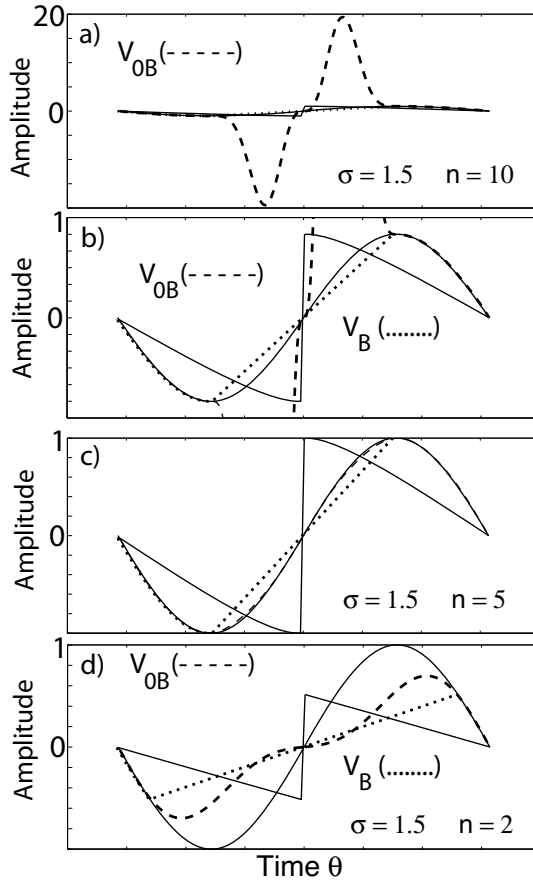 a)
20
V0B(------)
0
Amplitude
σ = 1.5 n = 10
b)
1
V0B(------)
0
VB (........)
Amplitude
c)
1
0
Amplitude
σ = 1.5 n = 5
d)
1
V0B(------)
0
VB (........)
Amplitude
σ = 1.5 n = 2
Time θ